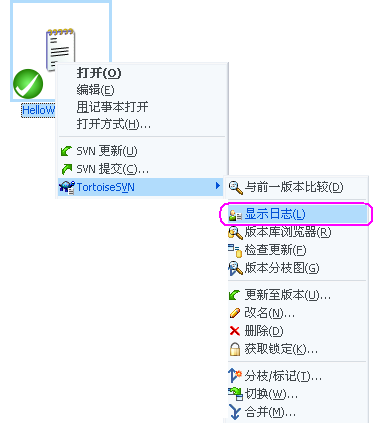 HelloW
打开(O)
编辑(E)
用记事本打开
打开方式(H)...
SVN 更新(U)
SVN 提交(C)...
TortoiseSVN
与前一版本比较(D)
显示日志(L)
版本库浏览器(R)
检查更新(F)
版本分枝图(G)
更新至版本(U)...
改名(N)...
删除(D)
获取锁定(K)...
分枝/标记(T)...
切换(W)...
合并(M)...